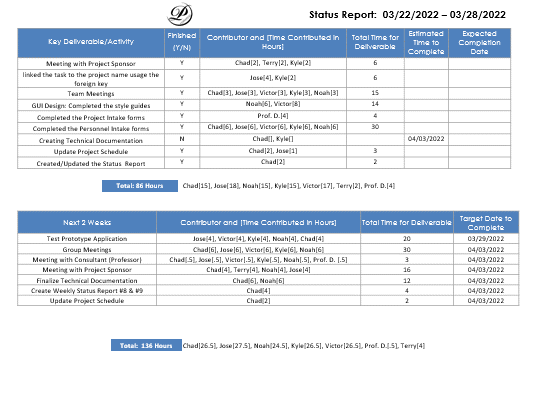 Status Report: 03/22/2022 – 03/28/2022
Key Deliverable/Activity | Finished (Y/N) | Contributor and [Time Contributed in Hours] | Total Time for Deliverable | Estimated Time to Complete | Expected Completion Date
Meeting with Project Sponsor | Y | Chad[2], Terry[2], Kyle[2] | 6
linked the task to the project name usage the foreign key | Y | Jose[4], Kyle[2] | 6
Team Meetings | Y | Chad[3], Jose[3], Victor[3], Kyle[3], Noah[3] | 15
GUI Design: Completed the style guides | Y | Noah[6], Victor[8] | 14
Completed the Project Intake forms | Y | Prof. D.[4] | 4
Completed the Personnel Intake forms | Y | Chad[6], Jose[6], Victor[6], Kyle[6], Noah[6] | 30
Creating Technical Documentation | N | Chad[], Kyle[] | | 04/03/2022
Update Project Schedule | Y | Chad[2], Jose[1] | 3
Created/Updated the Status Report | Y | Chad[2] | 2
Total: 86 Hours Chad[15], Jose[18], Noah[15], Kyle[15], Victor[17], Terry[2], Prof. D.[4]
Next 2 Weeks | Contributor and [Time Contributed in Hours] | Total Time for Deliverable | Target Date to Complete
Test Prototype Application | Jose[4], Victor[4], Kyle[4], Noah[4], Chad[4] | 20 | 03/29/2022
Group Meetings | Chad[6], Jose[6], Victor[6], Kyle[6], Noah[6] | 30 | 04/03/2022
Meeting with Consultant (Professor) | Chad[.5], Jose[.5], Victor[.5], Kyle[.5], Noah[.5], Prof. D. [.5] | 3 | 04/03/2022
Meeting with Project Sponsor | Chad[4], Terry[4], Noah[4], Jose[4] | 16 | 04/03/2022
Finalize Technical Documentation | Chad[6], Noah[6] | 12 | 04/03/2022
Create Weekly Status Report #8 & #9 | Chad[4] | 4 | 04/03/2022
Update Project Schedule | Chad[2] | 2 | 04/03/2022
Total: 136 Hours Chad[26.5], Jose[27.5], Noah[24.5], Kyle[26.5], Victor[26.5], Prof. D.[.5], Terry[4]